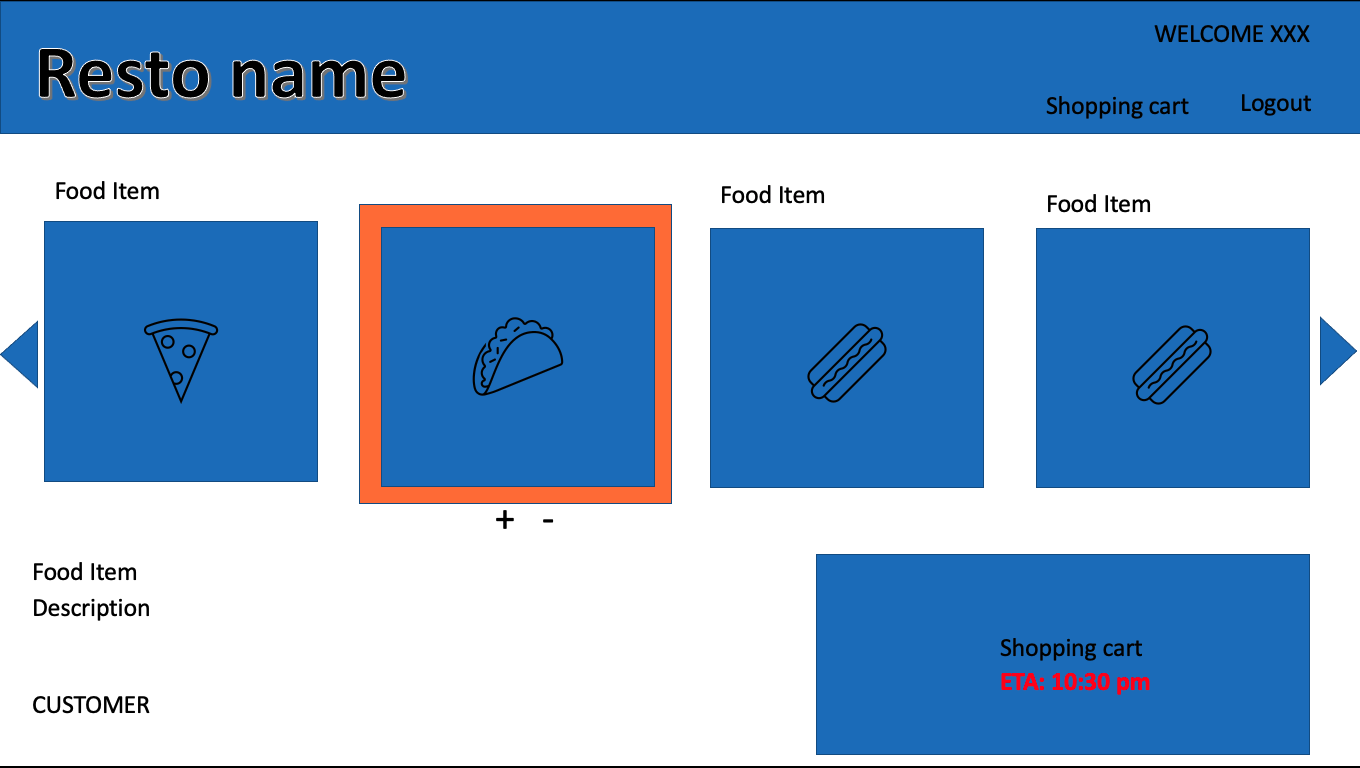 Resto name
WELCOME XXX
Shopping cart
Logout
Food Item
Food Item
Food Item
+ -
Food Item
Description
CUSTOMER
Shopping cart
ETA: 10:30 pm